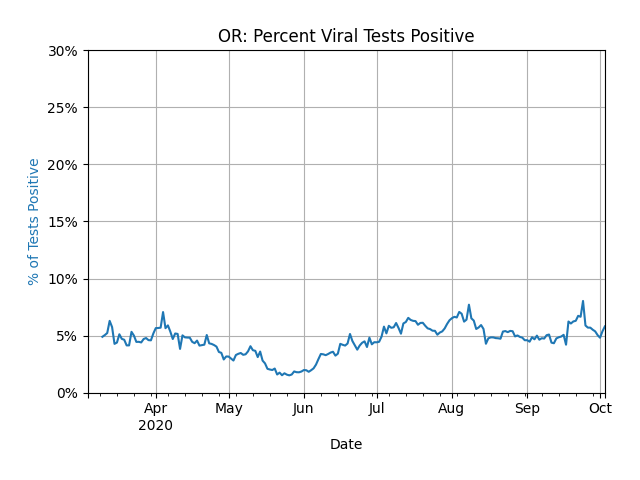 OR: Percent Viral Tests Positive
30%
25%
20%
15%
10%
5%
0%
% of Tests Positive
Apr May Jun Jul Aug Sep Oct
2020
Date